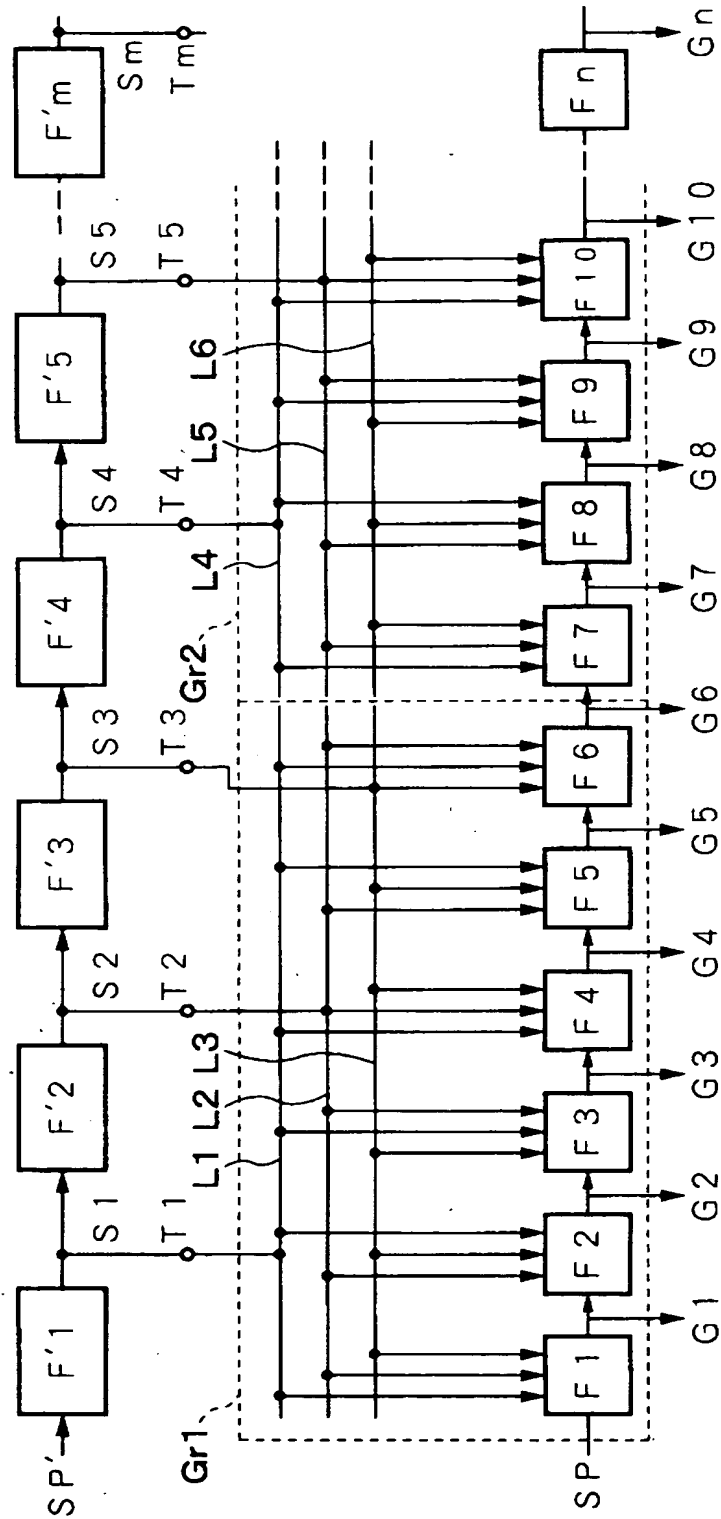 SP' F'1 F'2 F'3 F'4 F'5 F'm
S1 S2 S3 S4 S5 Sm
T1 T2 T3 T4 T5 Tm
Gr1 L1 L2 L3 Gr2 L4 L5 L6
SP F1 F2 F3 F4 F5 F6 F7 F8 F9 F10 Fn
G1 G2 G3 G4 G5 G6 G7 G8 G9 G10 Gn